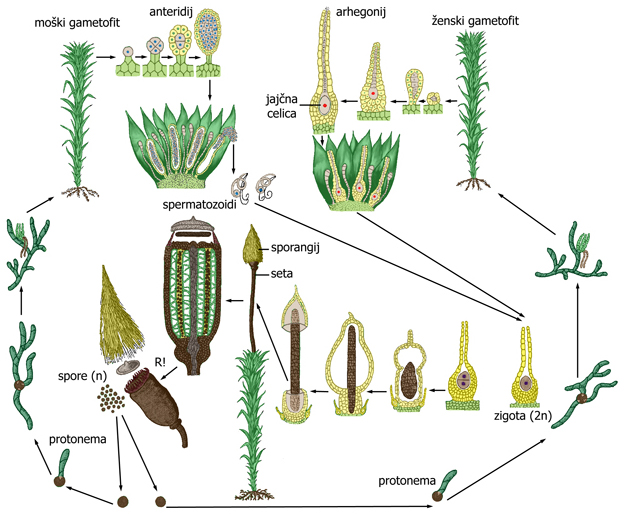 moški gametofit
anteridij
arhegonij
ženski gametofit
jajčna
celica
spermatozoidi
sporangij
seta
R!
spore (n)
zigota (2n)
protonema
protonema